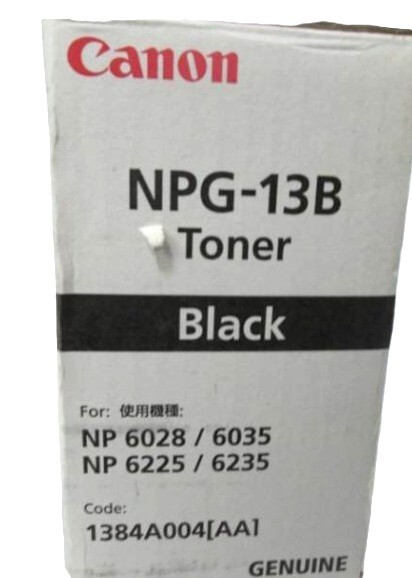 Canon
NPG-13B
Toner
Black
For: 使用機種:
NP 6028 / 6035
NP 6225 / 6235
Code:
1384A004[AA]
GENUINE